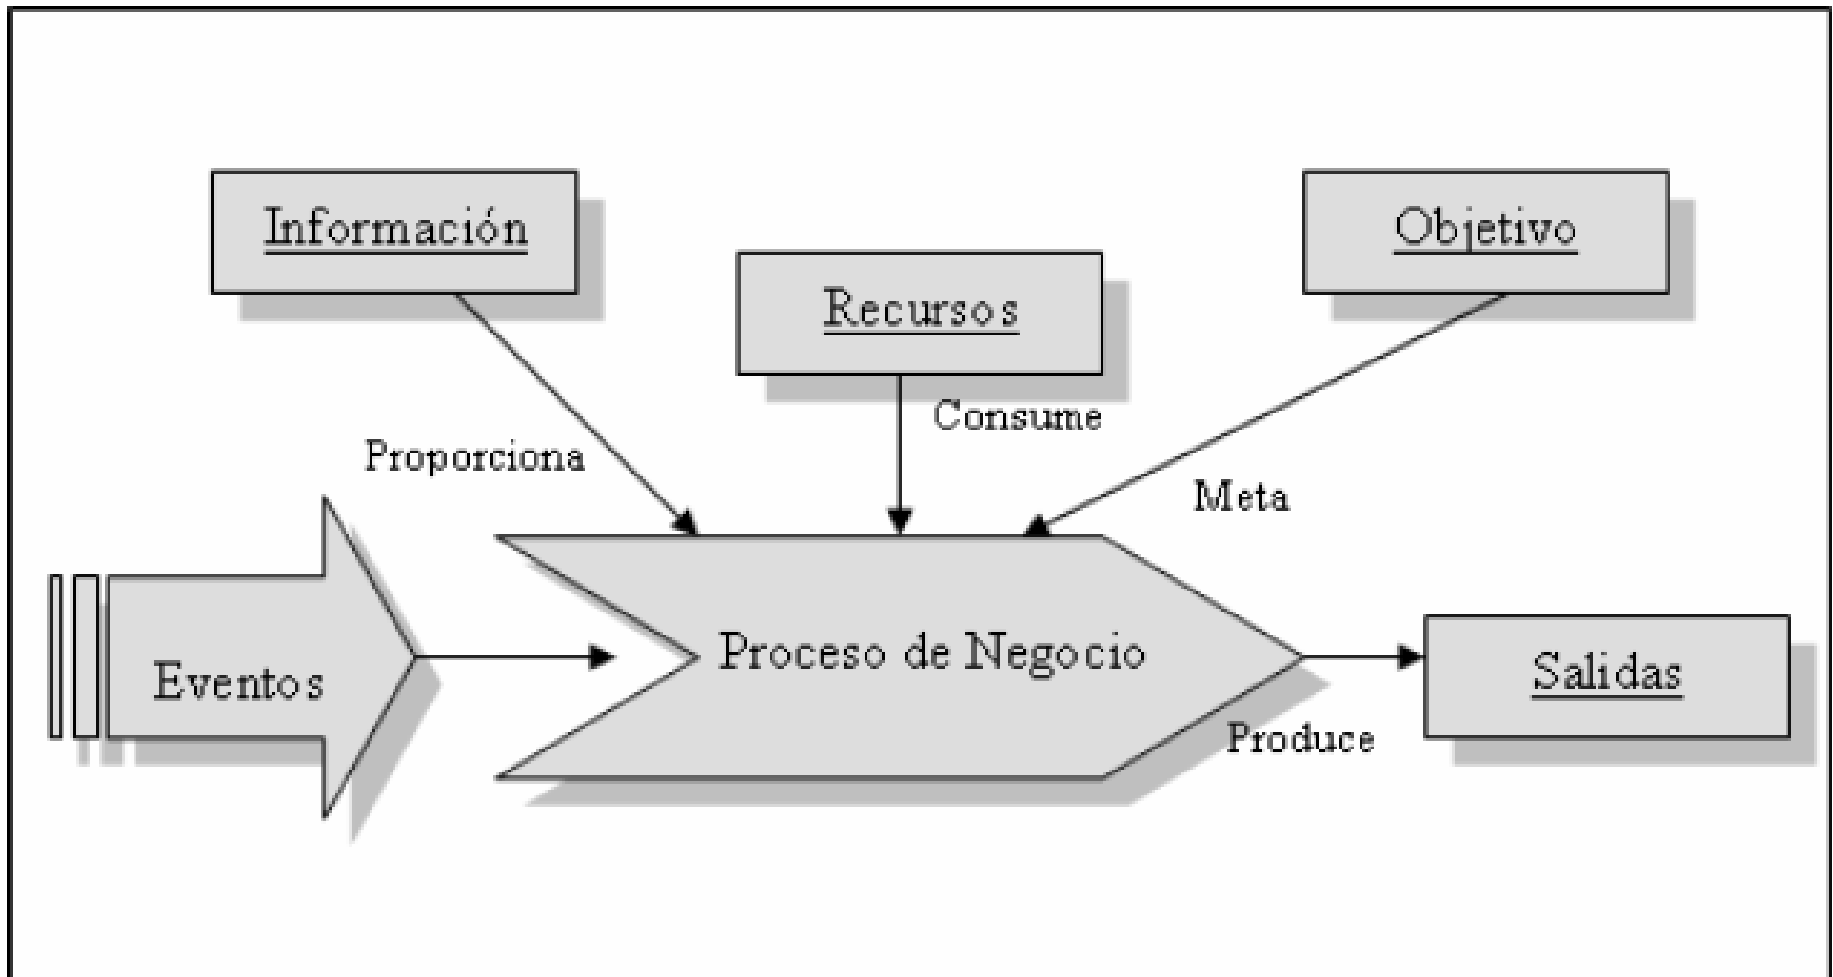 Información
Objetivo
Recursos
Consume
Proporciona
Meta
Eventos
Proceso de Negocio
Salidas
Produce